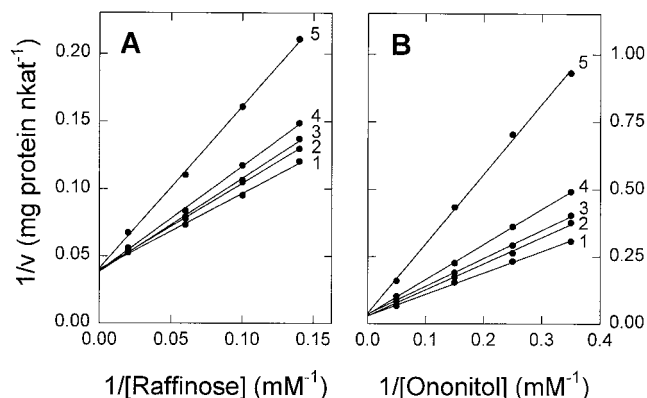 A
B
0.20
0.15
0.10
0.05
0.00
1/v (mg protein nkat⁻¹)
5
4
3
2
1
0.00 0.05 0.10 0.15
1/[Raffinose] (mM⁻¹)
5
4
3
2
1
1.00
0.75
0.50
0.25
0.00
0.0 0.1 0.2 0.3 0.4
1/[Ononitol] (mM⁻¹)